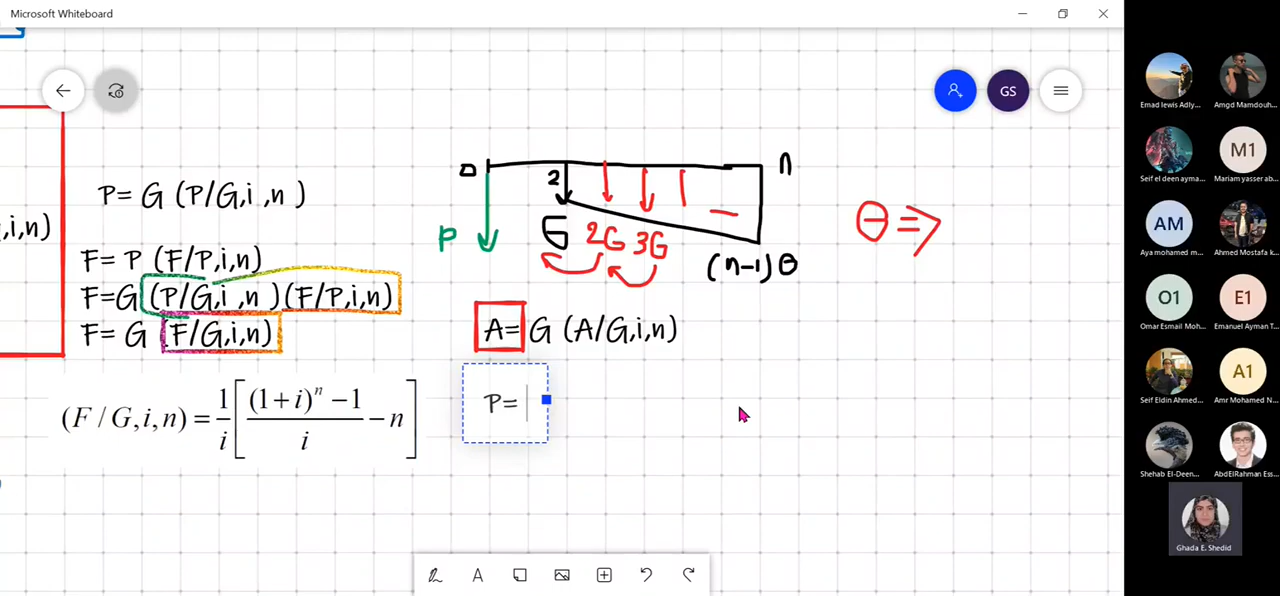 Microsoft Whiteboard
GS
,i,n)
P= G (P/G,i ,n )
F= P (F/P,i,n)
F=G (P/G,i ,n )(F/P,i,n)
F= G (F/G,i,n)
(F / G, i, n) = 1/i [ ((1+i)^n − 1)/i − n ]
0
n
2
P
G
2G
3G
(n-1) G
G ⇒
A= G (A/G,i,n)
P=
A
Emad lewis Adly...
Amgd Mamdouh...
Seif el deen ayma...
M1
Mariam yasser ab...
AM
Aya mohamed m...
Ahmed Mostafa k...
O1
Omar Esmail Moh...
E1
Emanuel Ayman T...
Seif Eldin Ahmed...
A1
Amr Mohamed N...
Shehab El-Deen...
AbdElRahman Ess...
Ghada E. Shedid